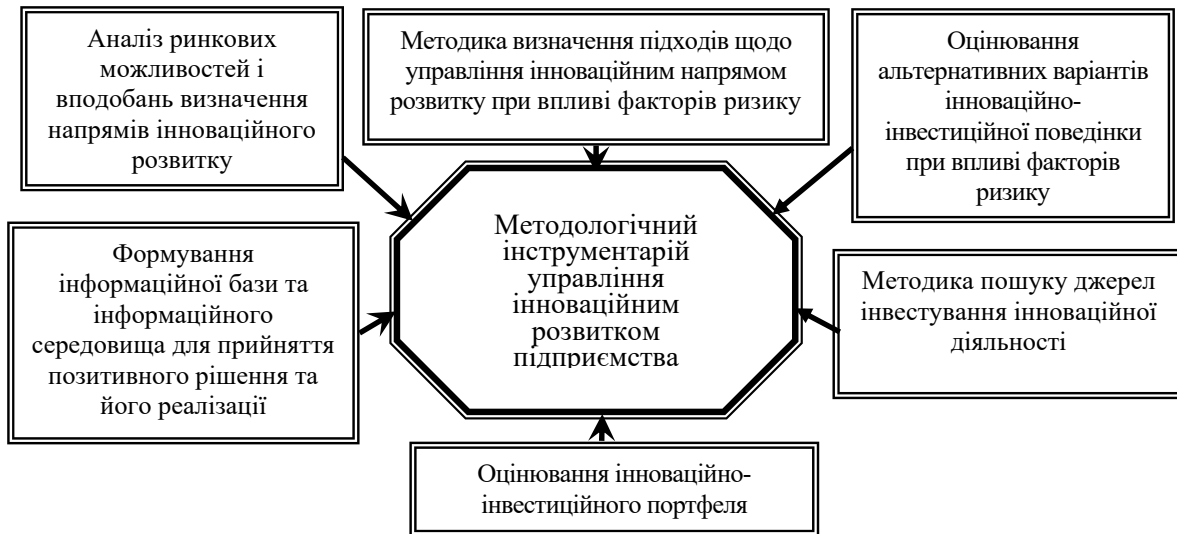 Аналіз ринкових
можливостей і
вподобань визначення
напрямів інноваційного
розвитку
Методика визначення підходів щодо
управління інноваційним напрямом
розвитку при впливі факторів ризику
Оцінювання
альтернативних варіантів
інноваційно-
інвестиційної поведінки
при впливі факторів
ризику
Формування
інформаційної бази та
інформаційного
середовища для прийняття
позитивного рішення та
його реалізації
Методологічний
інструментарій
управління
інноваційним
розвитком
підприємства
Методика пошуку джерел
інвестування інноваційної
діяльності
Оцінювання інноваційно-
інвестиційного портфеля